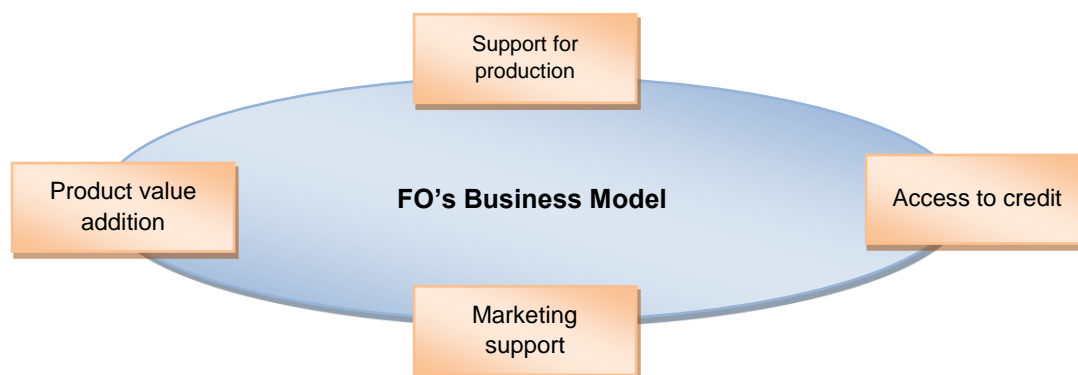 Support for
production
Product value
addition
FO’s Business Model
Access to credit
Marketing
support